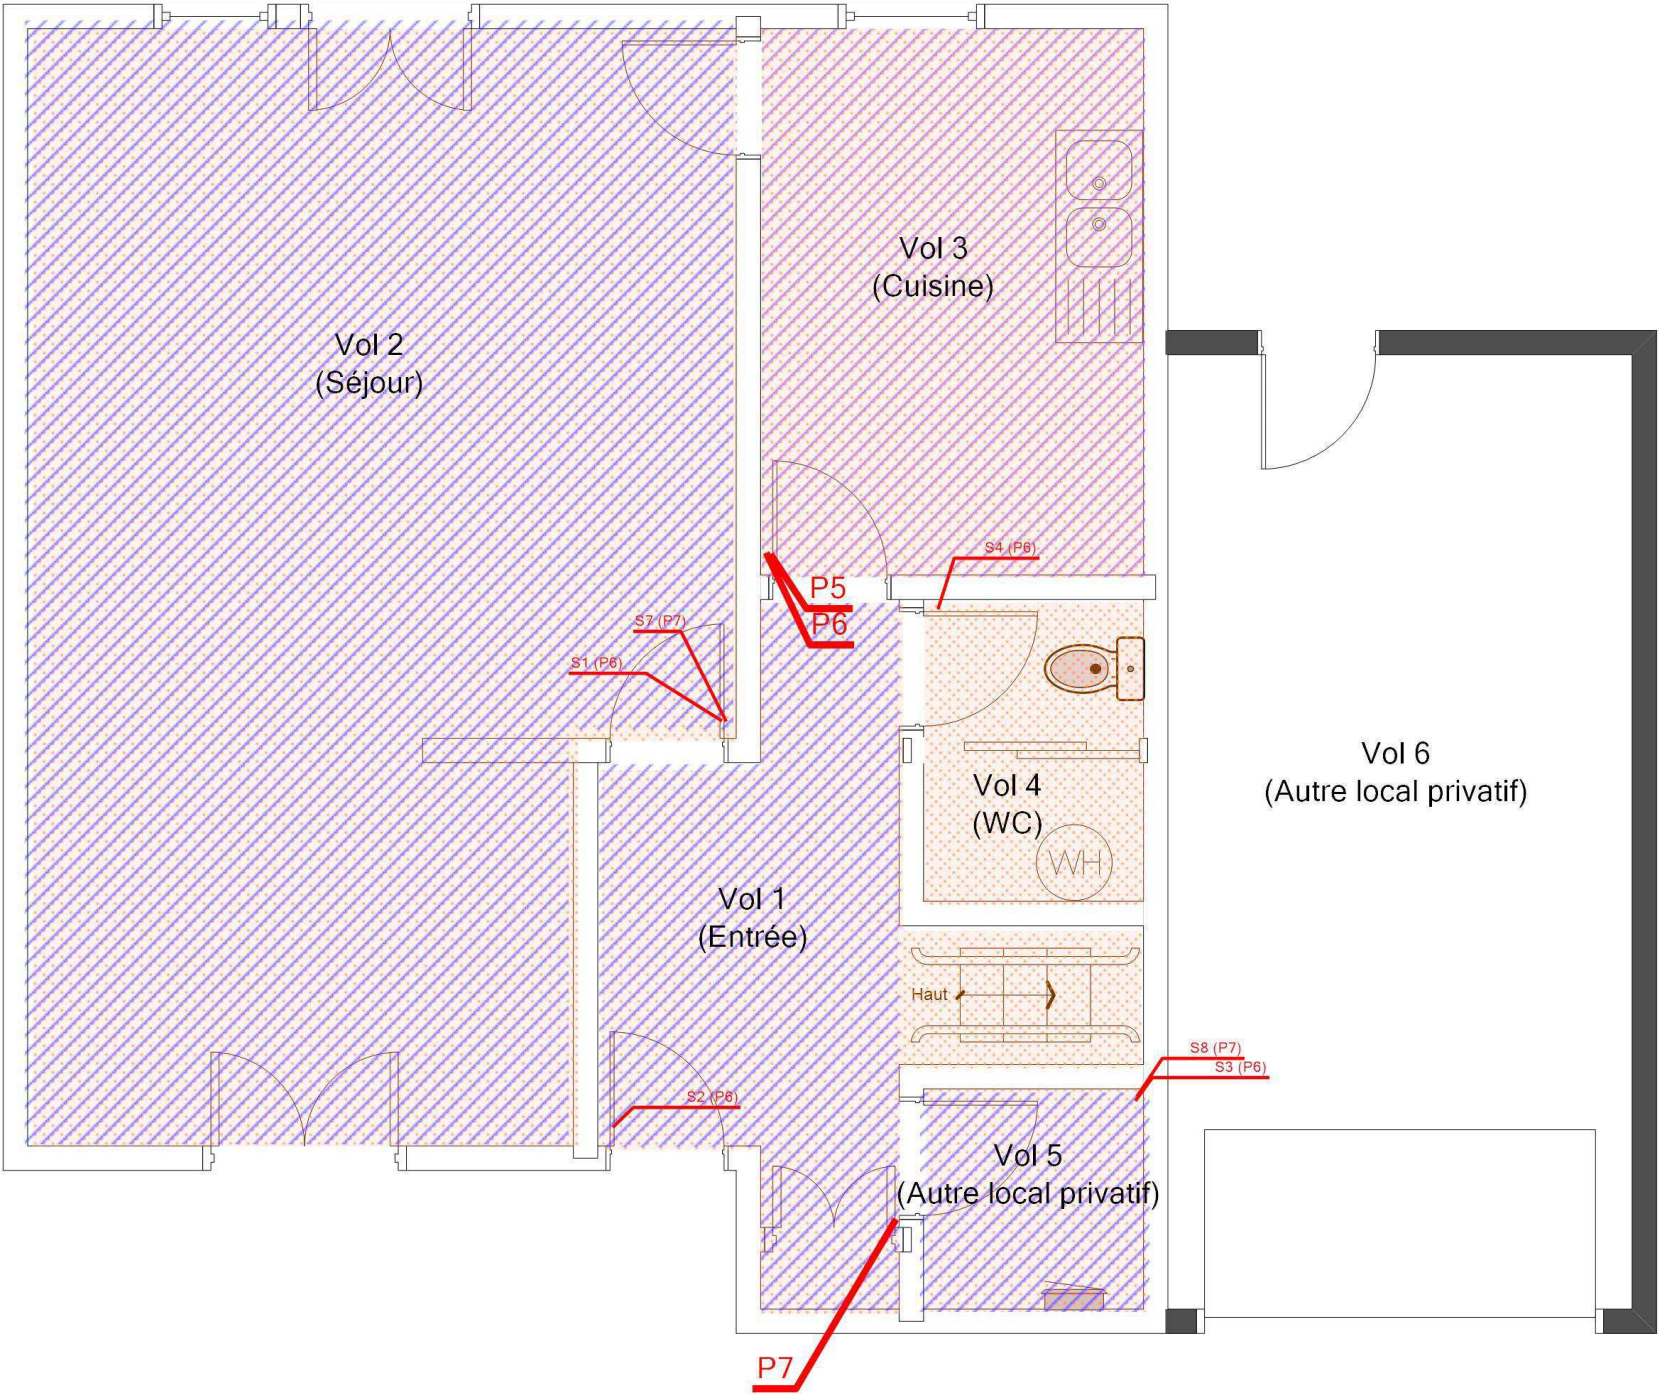 Vol 3
(Cuisine)
Vol 2
(Séjour)
S4 (P6)
P5
P6
S7 (P7)
S1 (P6)
Vol 6
(Autre local privatif)
Vol 4
(WC)
WH
Vol 1
(Entrée)
Haut
S8 (P7)
S3 (P6)
S2 (P6)
Vol 5
(Autre local privatif)
P7